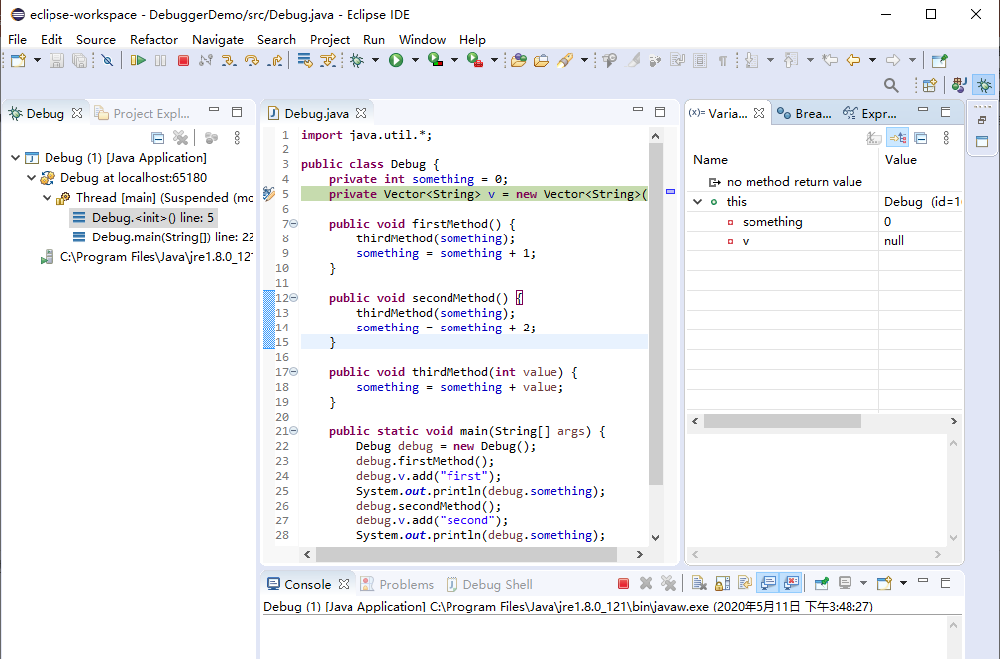 eclipse-workspace - DebuggerDemo/src/Debug.java - Eclipse IDE
File Edit Source Refactor Navigate Search Project Run Window Help
Debug
Project Expl...
Debug (1) [Java Application]
Debug at localhost:65180
Thread [main] (Suspended (mo
Debug.<init>() line: 5
Debug.main(String[]) line: 22
C:\Program Files\Java\jre1.8.0_121
Debug.java
1 import java.util.*;
2
3 public class Debug {
4     private int something = 0;
5     private Vector<String> v = new Vector<String>(
6
7     public void firstMethod() {
8         thirdMethod(something);
9         something = something + 1;
10     }
11
12     public void secondMethod() {
13         thirdMethod(something);
14         something = something + 2;
15     }
16
17     public void thirdMethod(int value) {
18         something = something + value;
19     }
20
21     public static void main(String[] args) {
22         Debug debug = new Debug();
23         debug.firstMethod();
24         debug.v.add("first");
25         System.out.println(debug.something);
26         debug.secondMethod();
27         debug.v.add("second");
28         System.out.println(debug.something);
(x)= Varia...
Brea...
Expr...
Name Value
no method return value
this Debug (id=1
something 0
v null
Console
Problems
Debug Shell
Debug (1) [Java Application] C:\Program Files\Java\jre1.8.0_121\bin\javaw.exe (2020年5月11日 下午3:48:27)